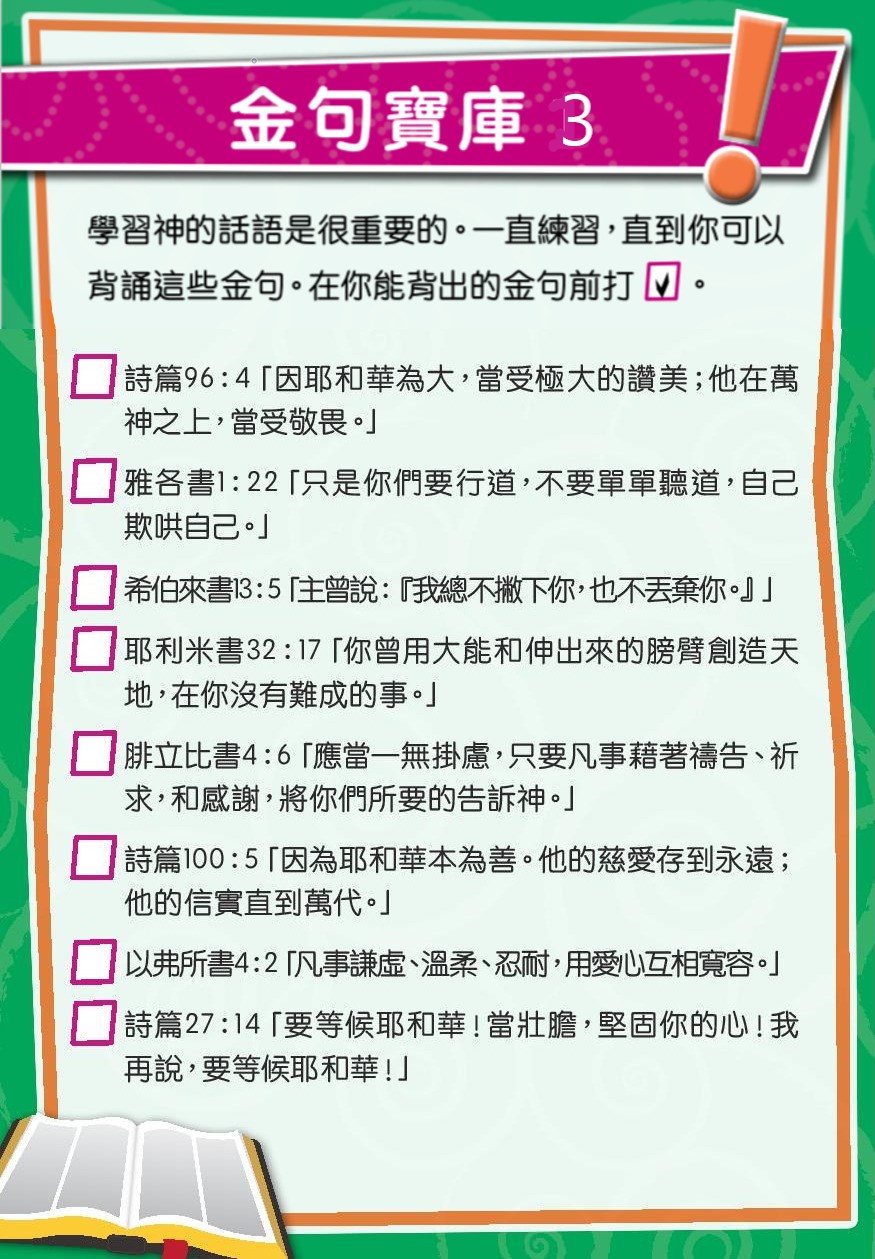 金句寶庫 3
學習神的話語是很重要的。一直練習，直到你可以
背誦這些金句。在你能背出的金句前打 ✓ 。
詩篇96：4「因耶和華為大，當受極大的讚美；他在萬
神之上，當受敬畏。」
雅各書1：22「只是你們要行道，不要單單聽道，自己
欺哄自己。」
希伯來書13：5「主曾說：『我總不撇下你，也不丟棄你。』」
耶利米書32：17「你曾用大能和伸出來的膀臂創造天
地，在你沒有難成的事。」
腓立比書4：6「應當一無掛慮，只要凡事藉著禱告、祈
求，和感謝，將你們所要的告訴神。」
詩篇100：5「因為耶和華本為善。他的慈愛存到永遠；
他的信實直到萬代。」
以弗所書4：2「凡事謙虛、溫柔、忍耐，用愛心互相寬容。」
詩篇27：14「要等候耶和華！當壯膽，堅固你的心！我
再說，要等候耶和華！」